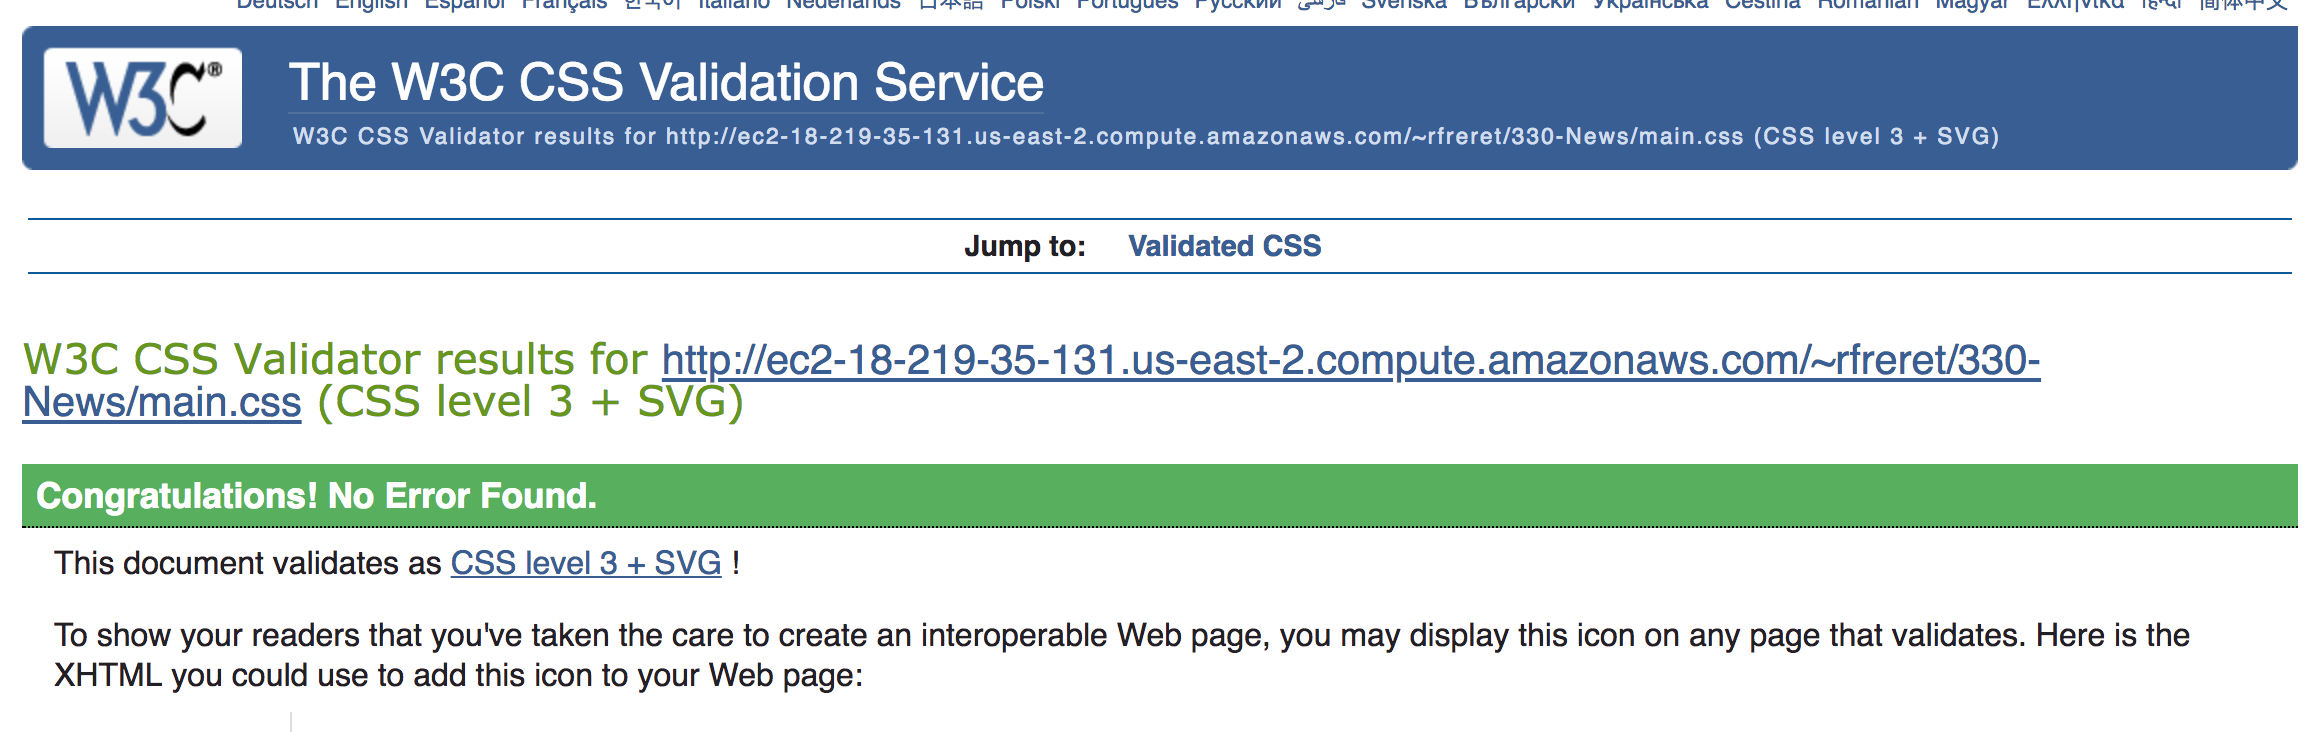 Deutsch English Español Français 한국어 Italiano Nederlands 日本語 Polski Português Русский فارسی Svenska Български Українська Čeština Romanian Magyar Ελληνικά हिन्दी 简体中文
W3C®
The W3C CSS Validation Service
W3C CSS Validator results for http://ec2-18-219-35-131.us-east-2.compute.amazonaws.com/~rfreret/330-News/main.css (CSS level 3 + SVG)
Jump to: Validated CSS
W3C CSS Validator results for http://ec2-18-219-35-131.us-east-2.compute.amazonaws.com/~rfreret/330-
News/main.css (CSS level 3 + SVG)
Congratulations! No Error Found.
This document validates as CSS level 3 + SVG !
To show your readers that you've taken the care to create an interoperable Web page, you may display this icon on any page that validates. Here is the
XHTML you could use to add this icon to your Web page: